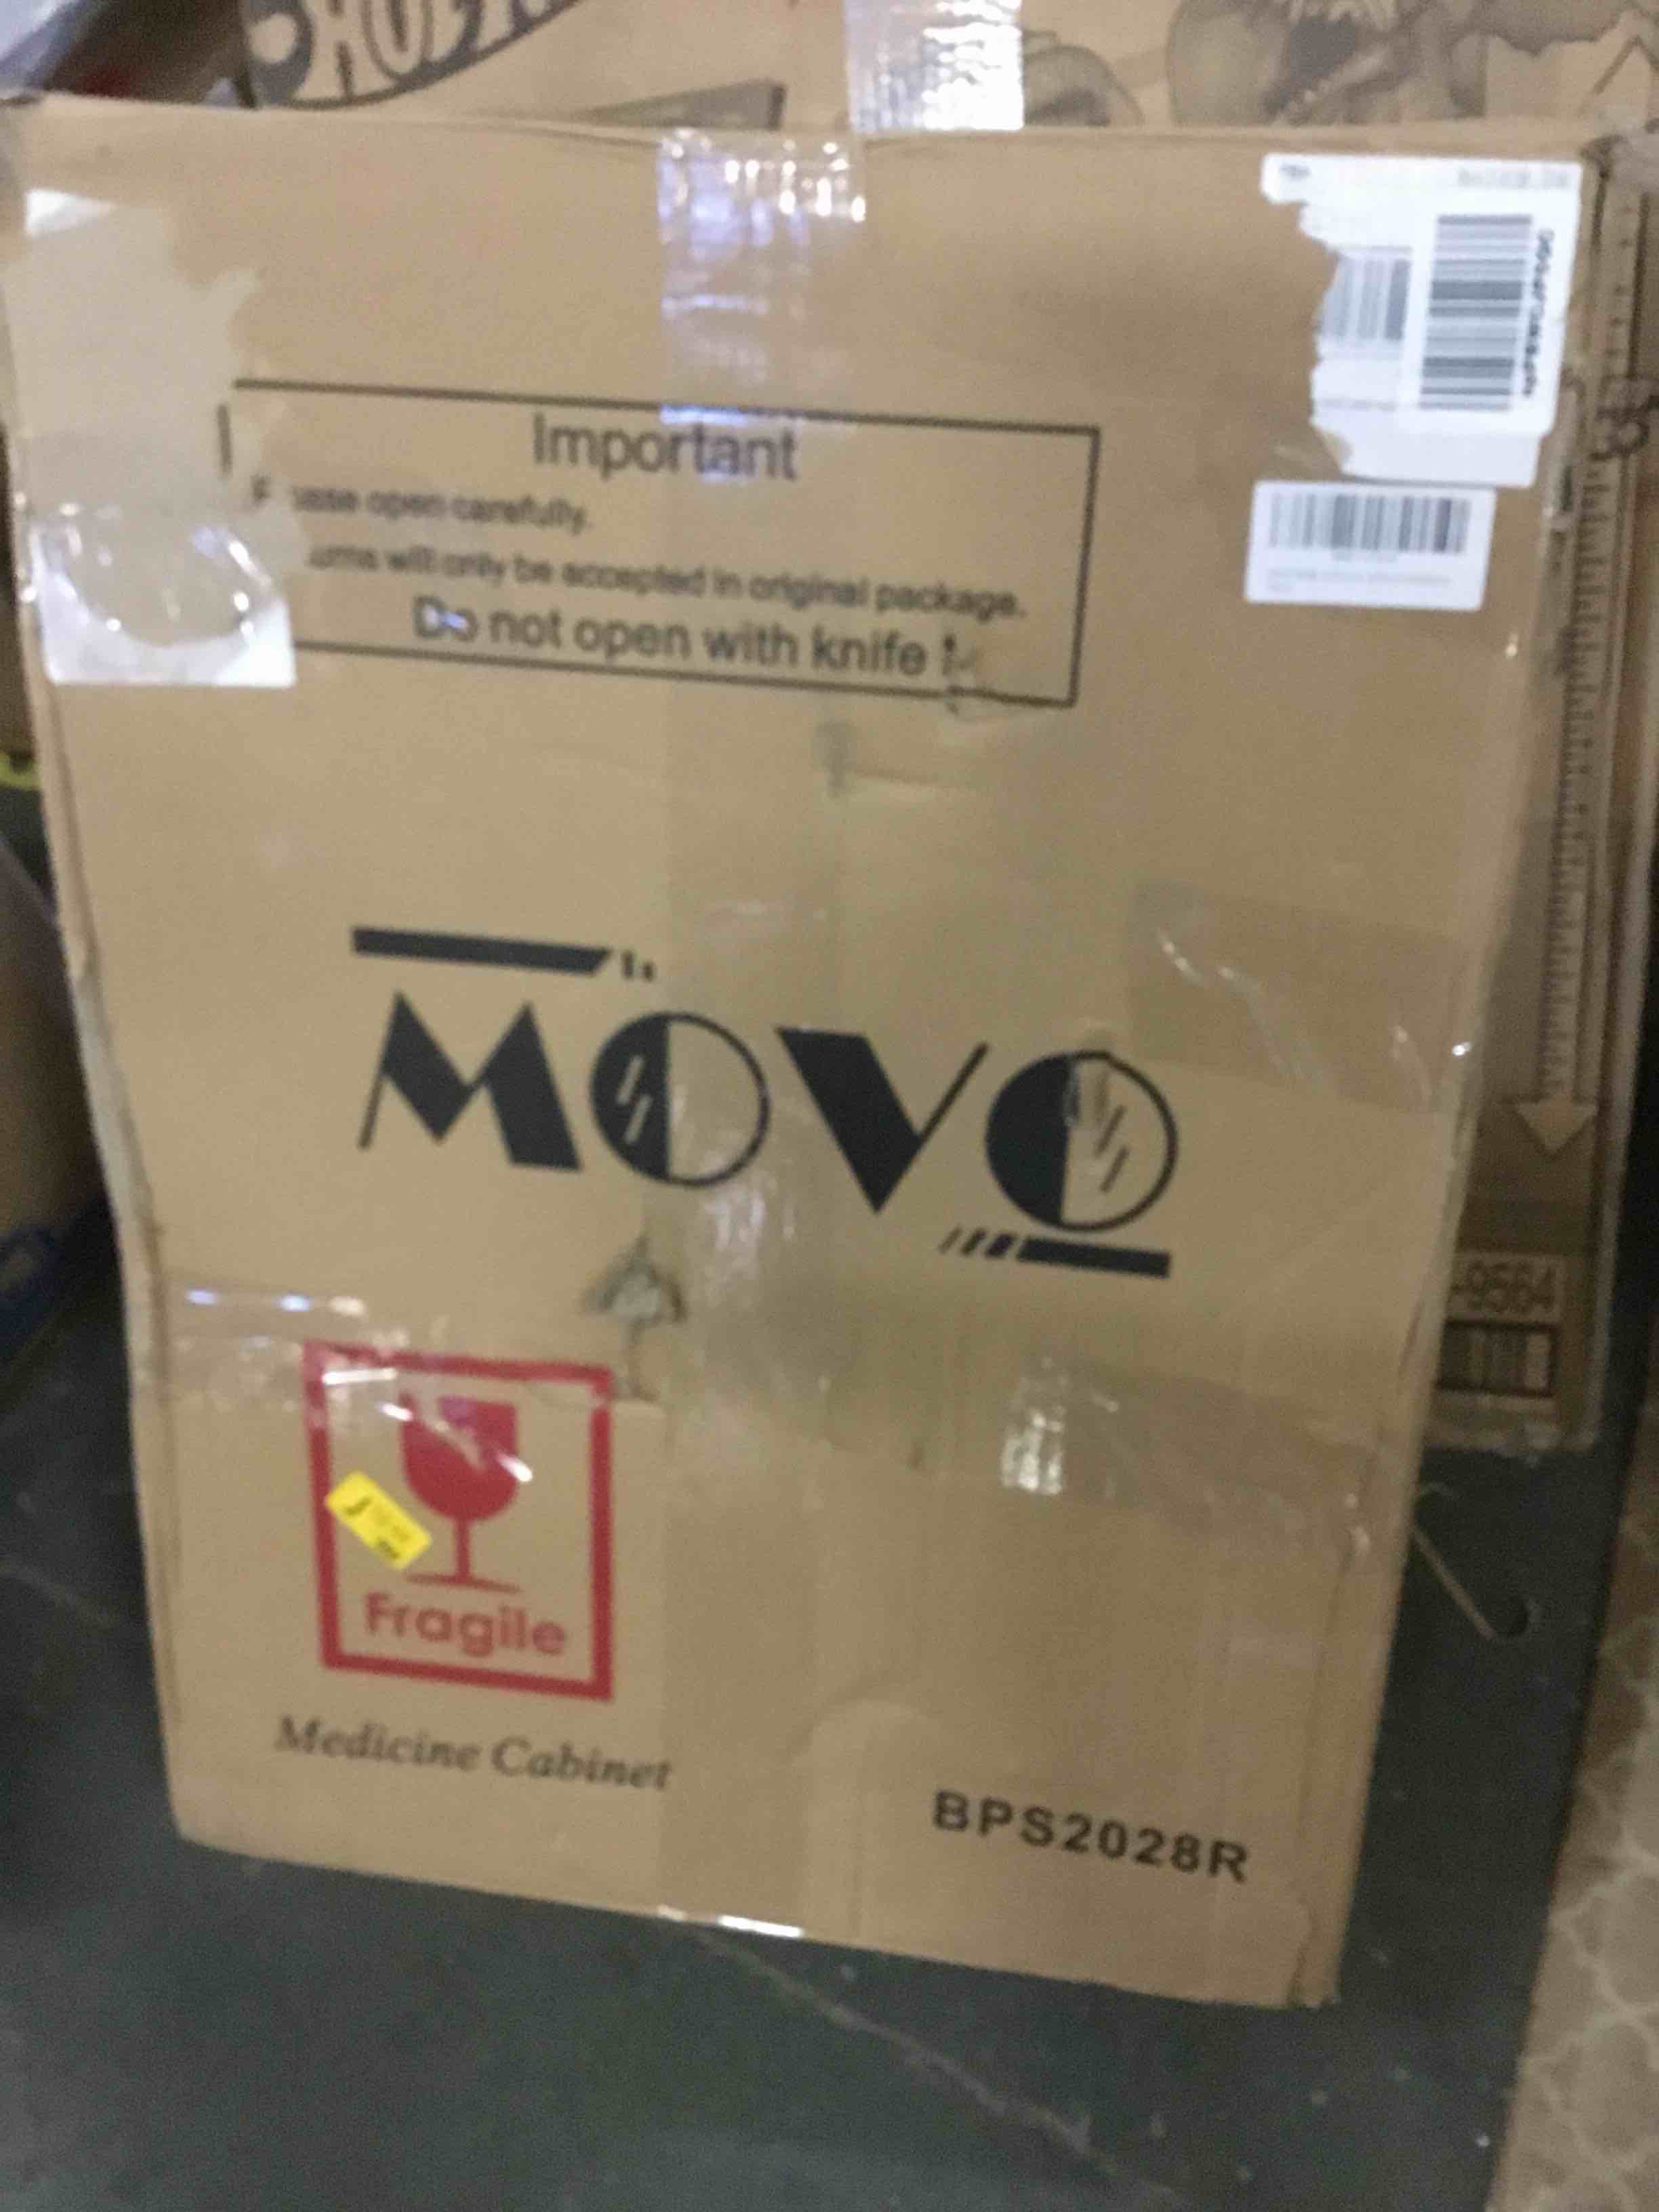 Important
open carefully.
will only be accepted in original package.
Do not open with knife !
MOVO
Fragile
Medicine Cabinet
BPS2028R
-9564